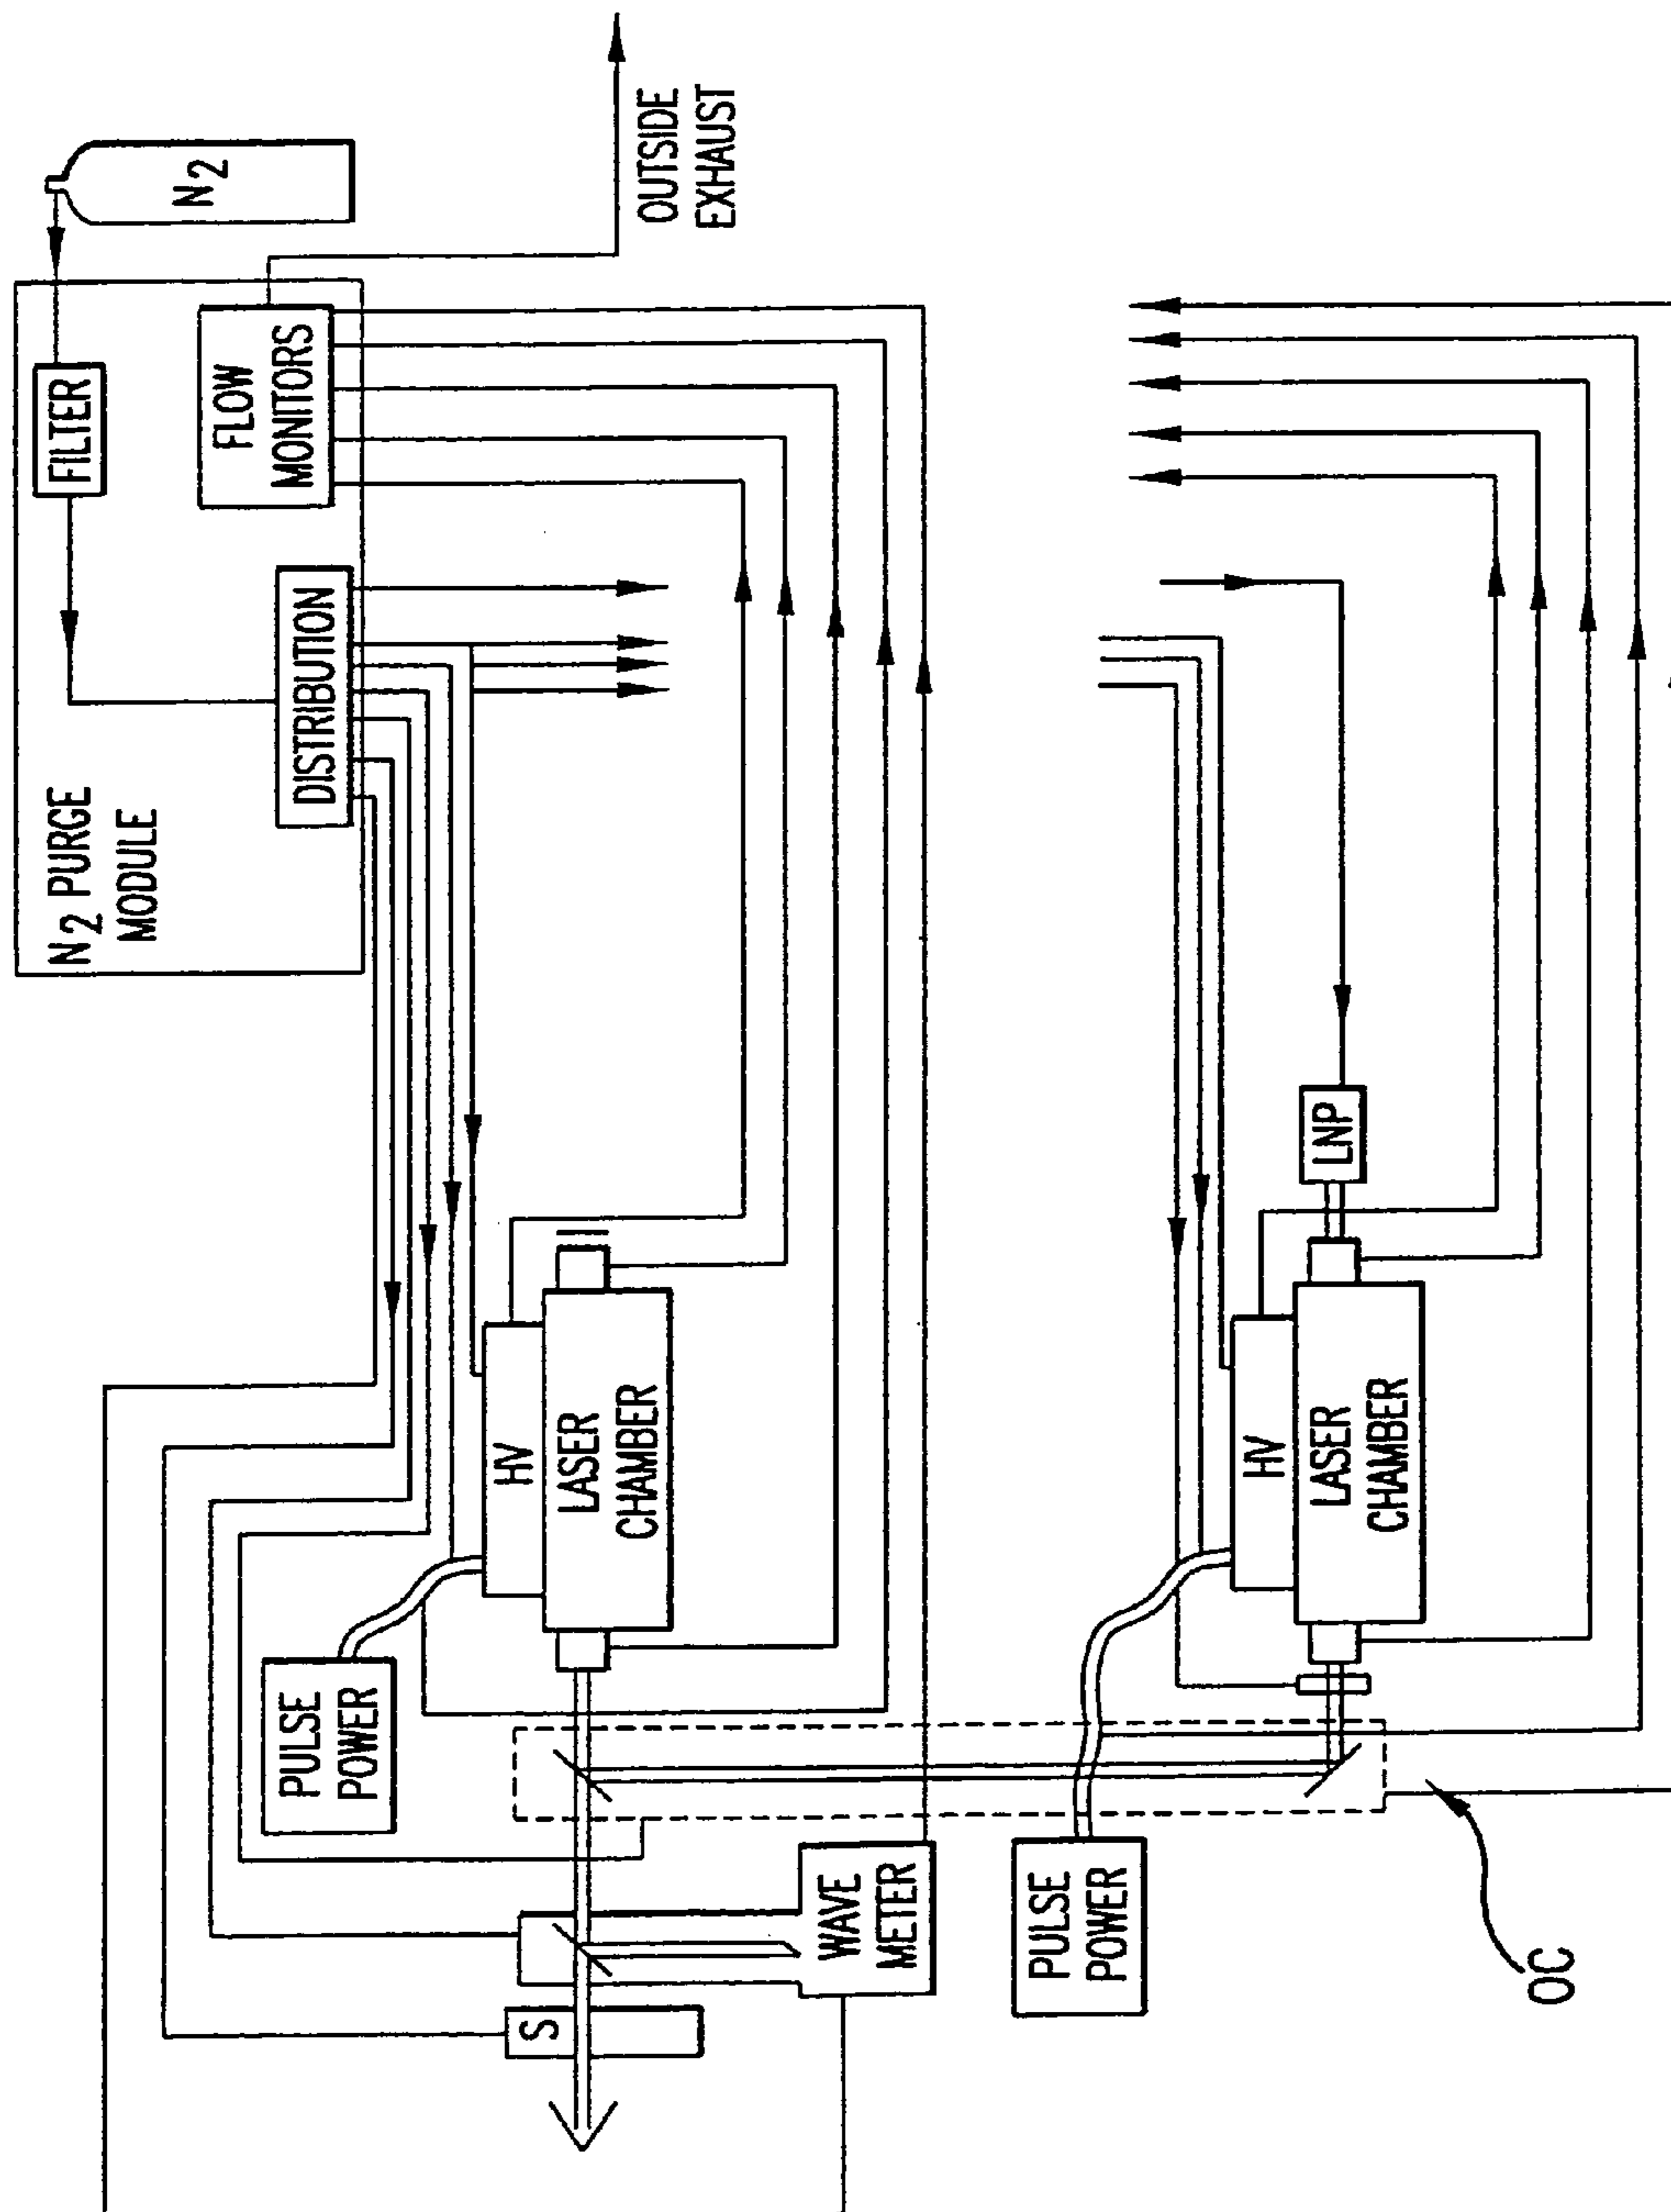 N2 PURGE
MODULE
FILTER
N2
DISTRIBUTION
FLOW
MONITORS
OUTSIDE
EXHAUST
PULSE
POWER
HV
LASER
CHAMBER
S
WAVE
METER
PULSE
POWER
HV
LASER
CHAMBER
LNP
OC